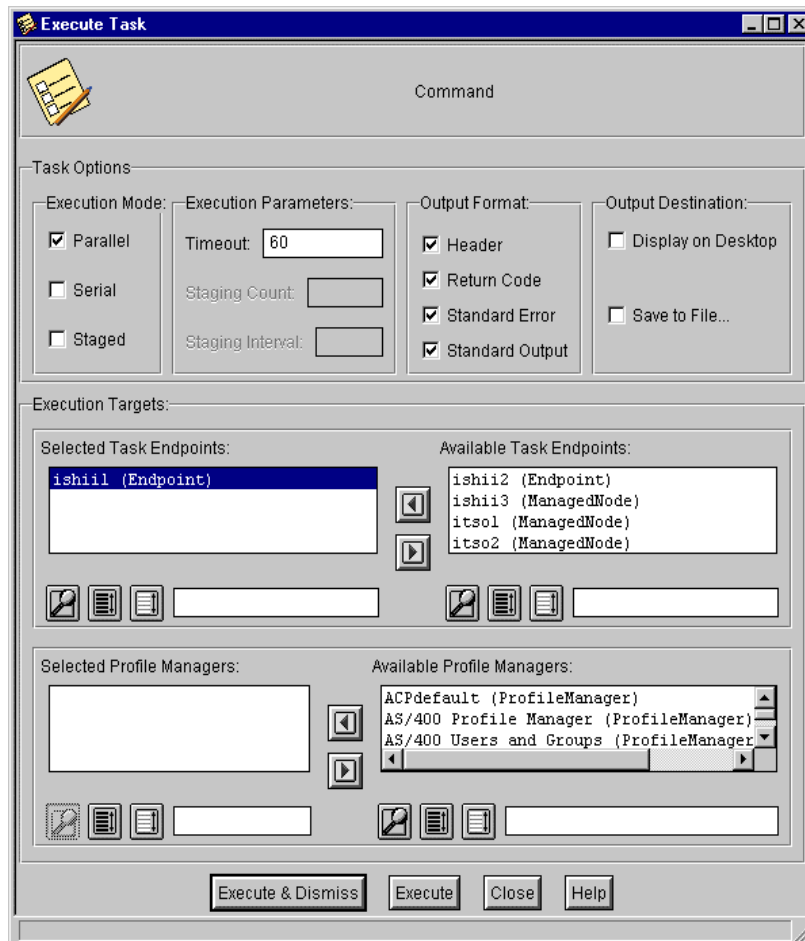 Execute Task
Command
Task Options
Execution Mode:
Parallel
Serial
Staged
Execution Parameters:
Timeout: 60
Staging Count:
Staging Interval:
Output Format:
Header
Return Code
Standard Error
Standard Output
Output Destination:
Display on Desktop
Save to File...
Execution Targets:
Selected Task Endpoints:
ishii1 (Endpoint)
Available Task Endpoints:
ishii2 (Endpoint)
ishii3 (ManagedNode)
itso1 (ManagedNode)
itso2 (ManagedNode)
Selected Profile Managers:
Available Profile Managers:
ACPdefault (ProfileManager)
AS/400 Profile Manager (ProfileManager)
AS/400 Users and Groups (ProfileManager
Execute & Dismiss
Execute
Close
Help